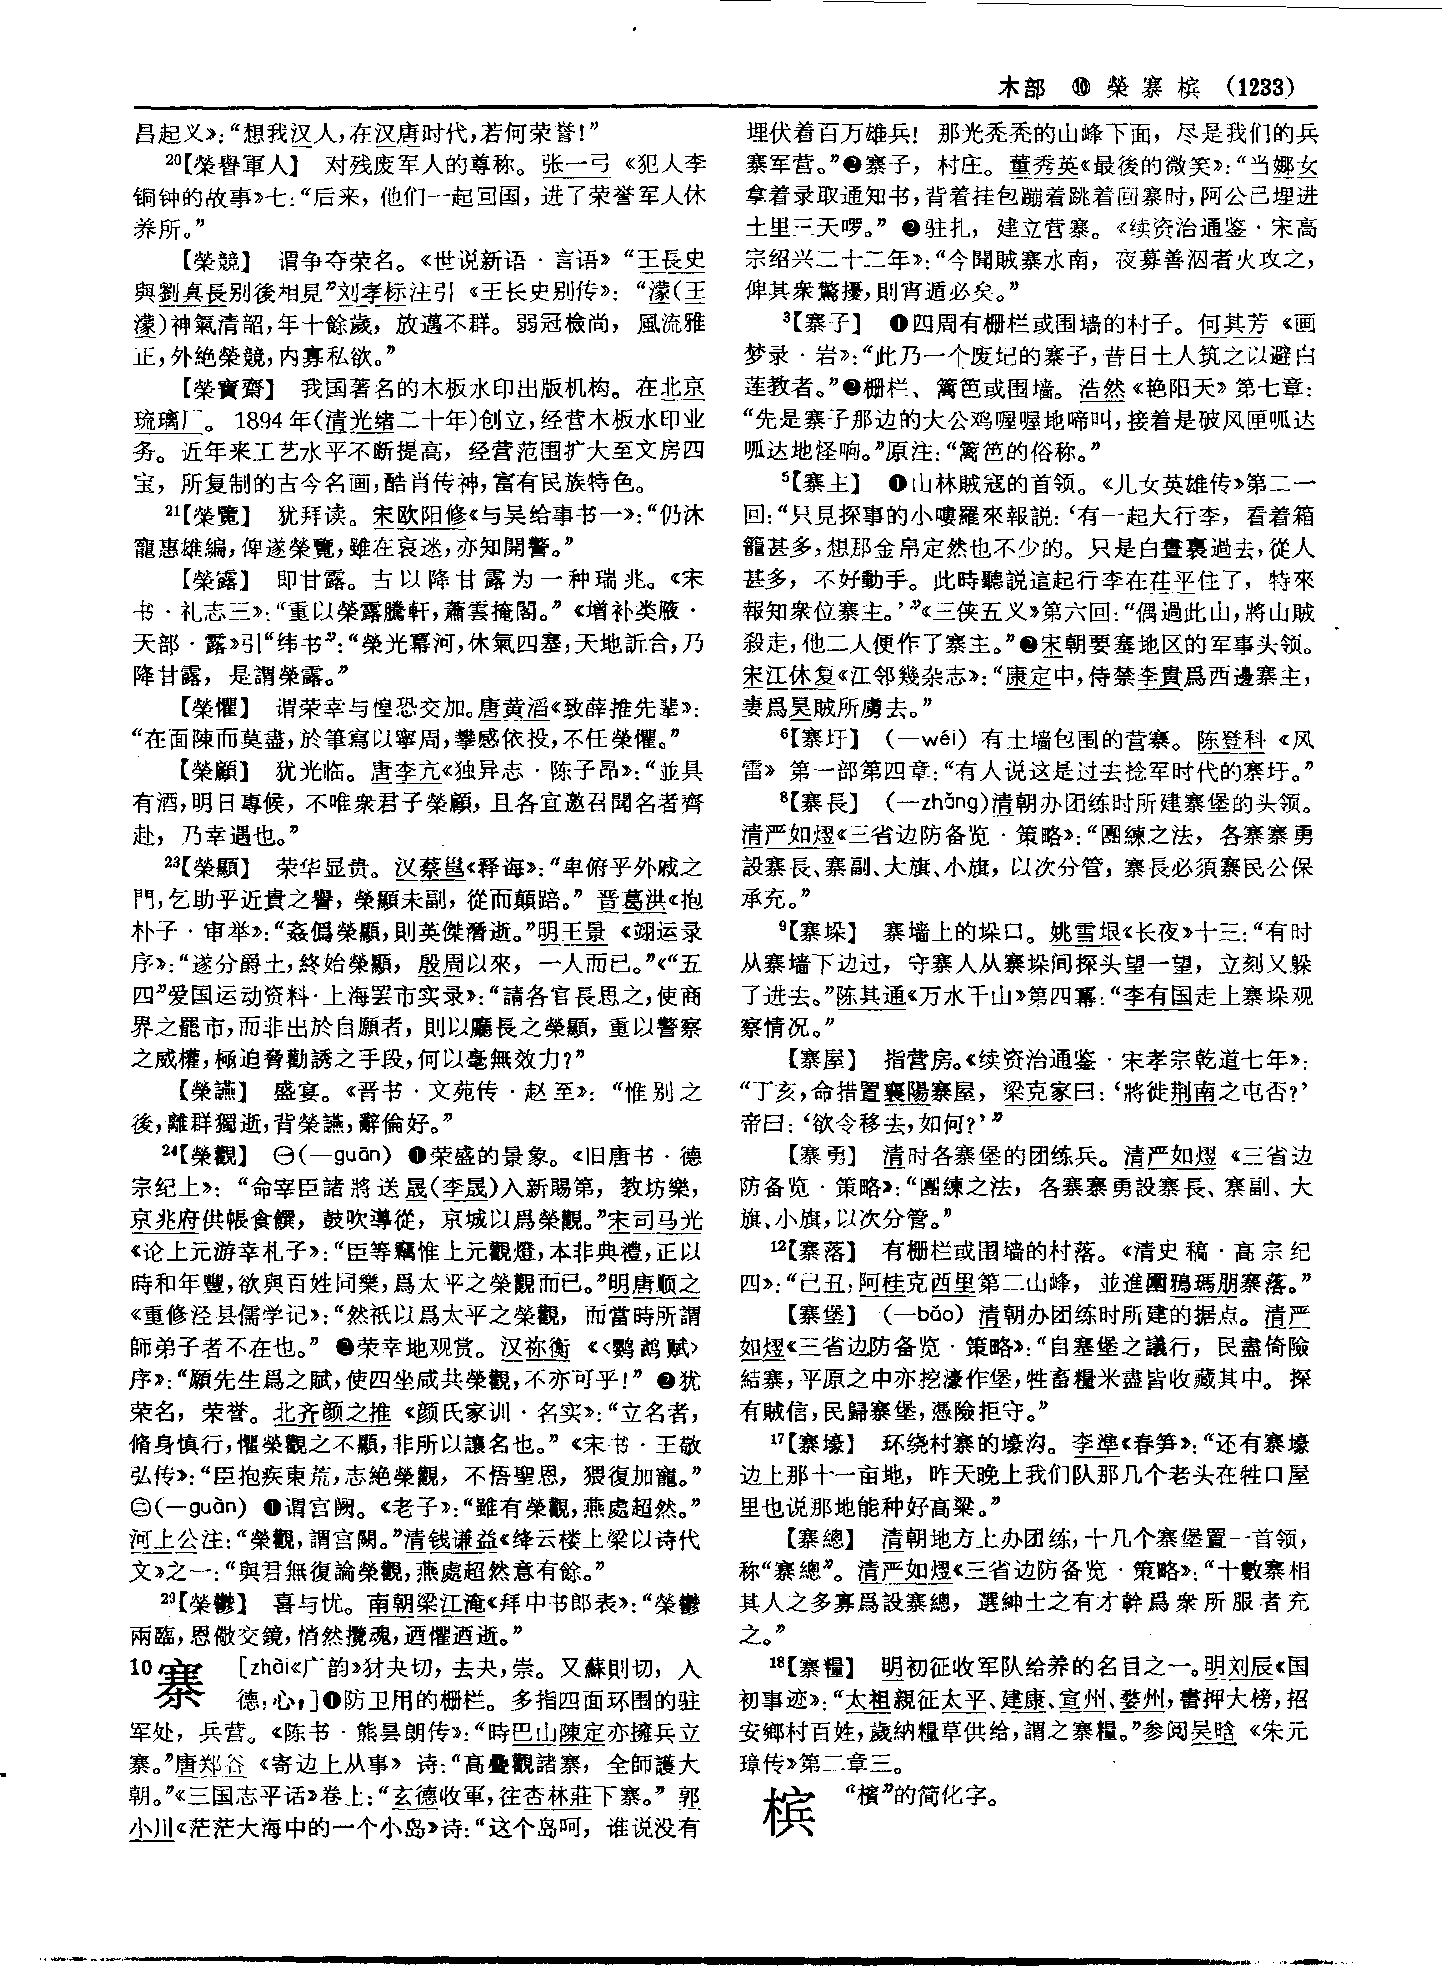 木部 ⑩ 榮寨槟 (1233)
昌起义》：“想我汉人，在汉唐时代，若何荣誉！”
20【榮譽軍人】 对残废军人的尊称。张一弓《犯人李
铜钟的故事》七：“后来，他们一起回国，进了荣誉军人休
养所。”
【榮競】 谓争夺荣名。《世说新语·言语》“王長史
與劉真長别後相見”刘孝标注引《王长史别传》：“濛（王
濛）神氣清韶，年十餘歲，放邁不群。弱冠檢尚，風流雅
正，外絶榮競，内寡私欲。”
【榮寶齋】 我国著名的木板水印出版机构。在北京
琉璃厂。1894年（清光绪二十年）创立，经营木板水印业
务。近年来工艺水平不断提高，经营范围扩大至文房四
宝，所复制的古今名画，酷肖传神，富有民族特色。
21【榮覽】 犹拜读。宋欧阳修《与吴给事书一》：“仍沐
寵惠雄編，俾遂榮覽，雖在哀迷，亦知開警。”
【榮露】 即甘露。古以降甘露为一种瑞兆。《宋
书·礼志三》：“重以榮露騰軒，蕭雲掩閣。”《增补类腋·
天部·露》引“纬书”：“榮光幕河，休氣四塞，天地訢合，乃
降甘露，是謂榮露。”
【榮懼】 谓荣幸与惶恐交加。唐黄滔《致薛推先辈》：
“在面陳而莫盡，於筆寫以寧周，攀感依投，不任榮懼。”
【榮顧】 犹光临。唐李亢《独异志·陈子昂》：“並具
有酒，明日專候，不唯衆君子榮顧，且各宜邀召聞名者齊
赴，乃幸遇也。”
23【榮顯】 荣华显贵。汉蔡邕《释诲》：“卑俯乎外戚之
門，乞助乎近貴之譽，榮顯未副，從而顛踣。”晋葛洪《抱
朴子·审举》：“姦僞榮顯，則英傑潛逝。”明王景《翊运录
序》：“遂分爵土，終始榮顯，殷周以來，一人而已。”《“五
四”爱国运动资料·上海罢市实录》：“請各官長思之，使商
界之罷市，而非出於自願者，則以廳長之榮顯，重以警察
之威權，極迫脅勸誘之手段，何以毫無效力？”
【榮讌】 盛宴。《晋书·文苑传·赵至》：“惟别之
後，離群獨逝，背榮讌，辭倫好。”
24【榮觀】 ㊀（—guān）❶荣盛的景象。《旧唐书·德
宗纪上》：“命宰臣諸將送晟（李晟）入新賜第，教坊樂，
京兆府供帳食饌，鼓吹導從，京城以爲榮觀。”宋司马光
《论上元游幸札子》：“臣等竊惟上元觀燈，本非典禮，正以
時和年豐，欲與百姓同樂，爲太平之榮觀而已。”明唐顺之
《重修泾县儒学记》：“然祇以爲太平之榮觀，而當時所謂
師弟子者不在也。”❷荣幸地观赏。汉祢衡《〈鹦鹉赋〉
序》：“願先生爲之賦，使四坐咸共榮觀，不亦可乎！”❷犹
荣名，荣誉。北齐颜之推《颜氏家训·名实》：“立名者，
脩身慎行，懼榮觀之不顯，非所以讓名也。”《宋书·王敬
弘传》：“臣抱疾東荒，志絶榮觀，不悟聖恩，猥復加寵。”
㊁（—guàn）❶谓宫阙。《老子》：“雖有榮觀，燕處超然。”
河上公注：“榮觀，謂宫闕。”清钱谦益《绛云楼上梁以诗代
文》之一：“與君無復論榮觀，燕處超然意有餘。”
29【榮鬱】 喜与忧。南朝梁江淹《拜中书郎表》：“榮鬱
兩臨，恩儆交鏡，悄然攬魂，迺懼迺逝。”
10寨 [zhài《广韵》犲夬切，去夬，崇。又蘇則切，入
德，心。]❶防卫用的栅栏。多指四面环围的驻
军处，兵营。《陈书·熊昙朗传》：“時巴山陳定亦擁兵立
寨。”唐郑谷《寄边上从事》诗：“高疊觀諸寨，全師護大
朝。”《三国志平话》卷上：“玄德收軍，往杏林莊下寨。”郭
小川《茫茫大海中的一个小岛》诗：“这个岛呵，谁说没有
埋伏着百万雄兵！那光秃秃的山峰下面，尽是我们的兵
寨军营。”❷寨子，村庄。董秀英《最後的微笑》：“当娜女
拿着录取通知书，背着挂包蹦着跳着回寨时，阿公已埋进
土里三天啰。”❷驻扎，建立营寨。《续资治通鉴·宋高
宗绍兴二十二年》：“今聞賊寨水南，夜募善泅者火攻之，
俾其衆驚擾，則宵遁必矣。”
3【寨子】 ❶四周有栅栏或围墙的村子。何其芳《画
梦录·岩》：“此乃一个废圮的寨子，昔日土人筑之以避白
莲教者。”❷栅栏、篱笆或围墙。浩然《艳阳天》第七章：
“先是寨子那边的大公鸡喔喔地啼叫，接着是破风匣呱达
呱达地怪响。”原注：“篱笆的俗称。”
5【寨主】 ❶山林贼寇的首领。《儿女英雄传》第二一
回：“只見探事的小嘍羅來報説：‘有一起大行李，看着箱
籠甚多，想那金帛定然也不少的。只是白晝裏過去，從人
甚多，不好動手。此時聽説這起行李在茌平住了，特來
報知衆位寨主。’”《三侠五义》第六回：“偶過此山，將山賊
殺走，他二人便作了寨主。”❷宋朝要塞地区的军事头领。
宋江休复《江邻幾杂志》：“康定中，侍禁李貴爲西邊寨主，
妻爲昊賊所虜去。”
6【寨圩】 （—wéi）有土墙包围的营寨。陈登科《风
雷》第一部第四章：“有人说这是过去捻军时代的寨圩。”
8【寨長】 （—zhǎng）清朝办团练时所建寨堡的头领。
清严如熤《三省边防备览·策略》：“團練之法，各寨寨勇
設寨長、寨副、大旗、小旗，以次分管，寨長必須寨民公保
承充。”
9【寨垛】 寨墙上的垛口。姚雪垠《长夜》十三：“有时
从寨墙下边过，守寨人从寨垛间探头望一望，立刻又躲
了进去。”陈其通《万水千山》第四幕：“李有国走上寨垛观
察情况。”
【寨屋】 指营房。《续资治通鉴·宋孝宗乾道七年》：
“丁亥，命措置襄陽寨屋，梁克家曰：‘將徙荆南之屯否？’
帝曰：‘欲令移去，如何？’”
【寨勇】 清时各寨堡的团练兵。清严如熤《三省边
防备览·策略》：“團練之法，各寨寨勇設寨長、寨副、大
旗、小旗，以次分管。”
12【寨落】 有栅栏或围墙的村落。《清史稿·高宗纪
四》：“己丑，阿桂克酉里第二山峰，並進圍鴉瑪朋寨落。”
【寨堡】 （—bǎo）清朝办团练时所建的据点。清严
如熤《三省边防备览·策略》：“自塞堡之議行，民盡倚險
結寨，平原之中亦挖濠作堡，牲畜糧米盡皆收藏其中。探
有賊信，民歸寨堡，憑險拒守。”
17【寨壕】 环绕村寨的壕沟。李準《春笋》：“还有寨壕
边上那十一亩地，昨天晚上我们队那几个老头在牲口屋
里也说那地能种好高粱。”
【寨總】 清朝地方上办团练，十几个寨堡置一首领，
称“寨總”。清严如熤《三省边防备览·策略》：“十數寨相
其人之多寡爲設寨總，選紳士之有才幹爲衆所服者充
之。”
18【寨糧】 明初征收军队给养的名目之一。明刘辰《国
初事迹》：“太祖親征太平、建康、宣州、婺州，書押大榜，招
安鄉村百姓，歲納糧草供给，謂之寨糧。”参阅吴晗《朱元
璋传》第二章三。
槟 “檳”的简化字。